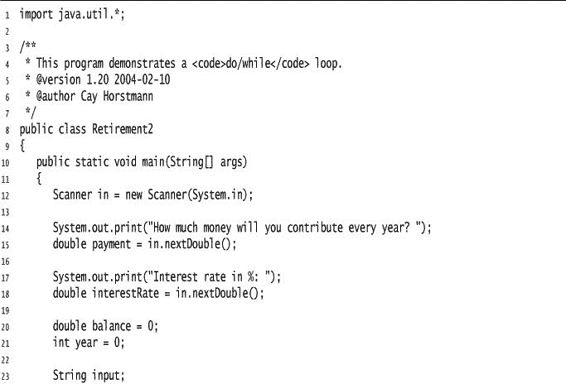 1 import java.util.*;
2
3 /**
4  * This program demonstrates a <code>do/while</code> loop.
5  * @version 1.20 2004-02-10
6  * @author Cay Horstmann
7  */
8 public class Retirement2
9 {
10    public static void main(String[] args)
11    {
12       Scanner in = new Scanner(System.in);
13
14       System.out.print("How much money will you contribute every year? ");
15       double payment = in.nextDouble();
16
17       System.out.print("Interest rate in %: ");
18       double interestRate = in.nextDouble();
19
20       double balance = 0;
21       int year = 0;
22
23       String input;